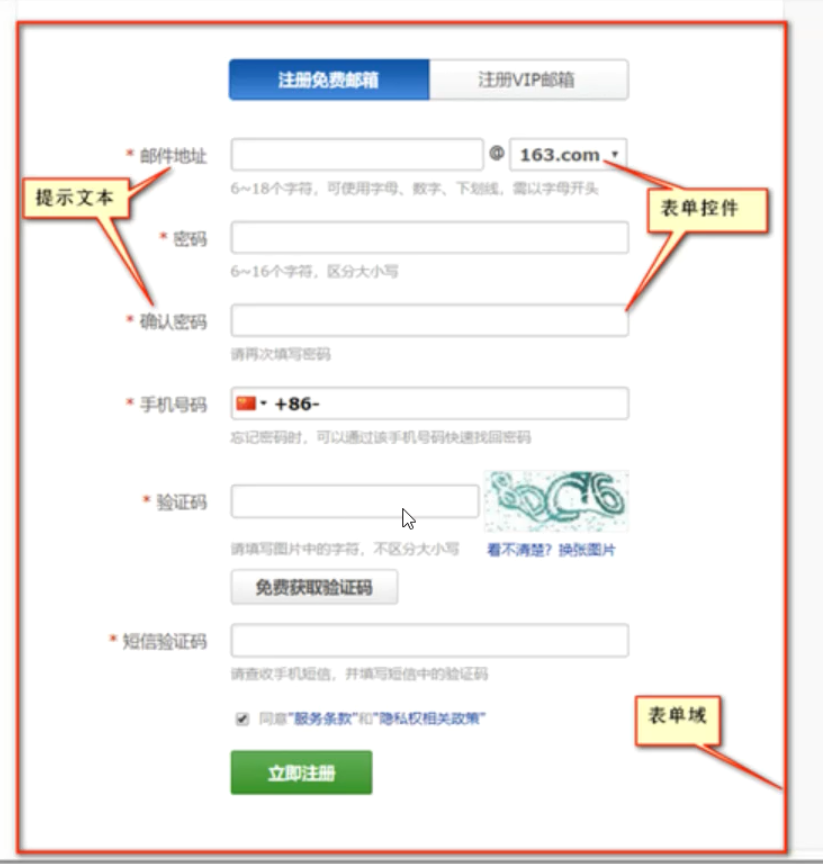 注册免费邮箱 注册VIP邮箱
* 邮件地址 @ 163.com
6~18个字符，可使用字母、数字、下划线，需以字母开头
提示文本
表单控件
* 密码
6~16个字符，区分大小写
* 确认密码
请再次填写密码
* 手机号码 +86-
忘记密码时，可以通过该手机号码快速找回密码
* 验证码
请填写图片中的字符，不区分大小写 看不清楚？换张图片
免费获取验证码
* 短信验证码
请查收手机短信，并填写短信中的验证码
同意"服务条款"和"隐私权相关政策"
表单域
立即注册